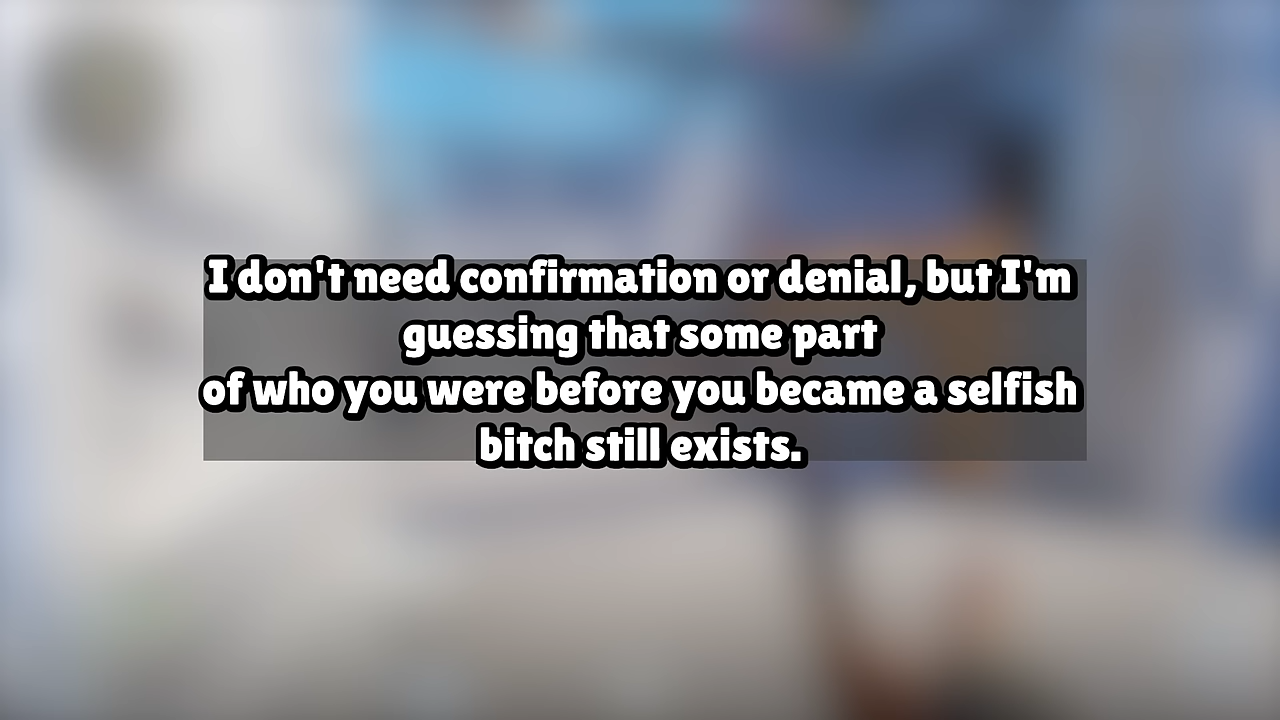 I don't need confirmation or denial, but I'm
guessing that some part
of who you were before you became a selfish
bitch still exists.